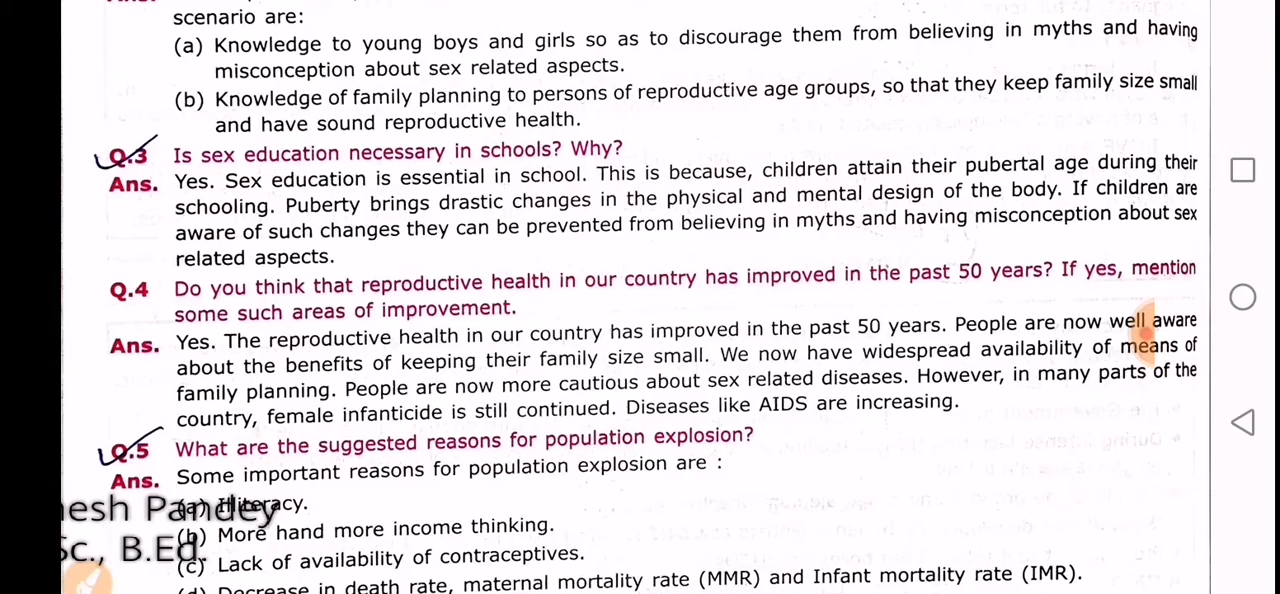 scenario are:
(a) Knowledge to young boys and girls so as to discourage them from believing in myths and having
misconception about sex related aspects.
(b) Knowledge of family planning to persons of reproductive age groups, so that they keep family size small
and have sound reproductive health.
Q.3 Is sex education necessary in schools? Why?
Ans. Yes. Sex education is essential in school. This is because, children attain their pubertal age during their
schooling. Puberty brings drastic changes in the physical and mental design of the body. If children are
aware of such changes they can be prevented from believing in myths and having misconception about sex
related aspects.
Q.4 Do you think that reproductive health in our country has improved in the past 50 years? If yes, mention
some such areas of improvement.
Ans. Yes. The reproductive health in our country has improved in the past 50 years. People are now well aware
about the benefits of keeping their family size small. We now have widespread availability of means of
family planning. People are now more cautious about sex related diseases. However, in many parts of the
country, female infanticide is still continued. Diseases like AIDS are increasing.
Q.5 What are the suggested reasons for population explosion?
Ans. Some important reasons for population explosion are :
(a) Illiteracy.
esh Pandey
(b) More hand more income thinking.
Sc., B.Ed.
(c) Lack of availability of contraceptives.
(d) Decrease in death rate, maternal mortality rate (MMR) and Infant mortality rate (IMR).